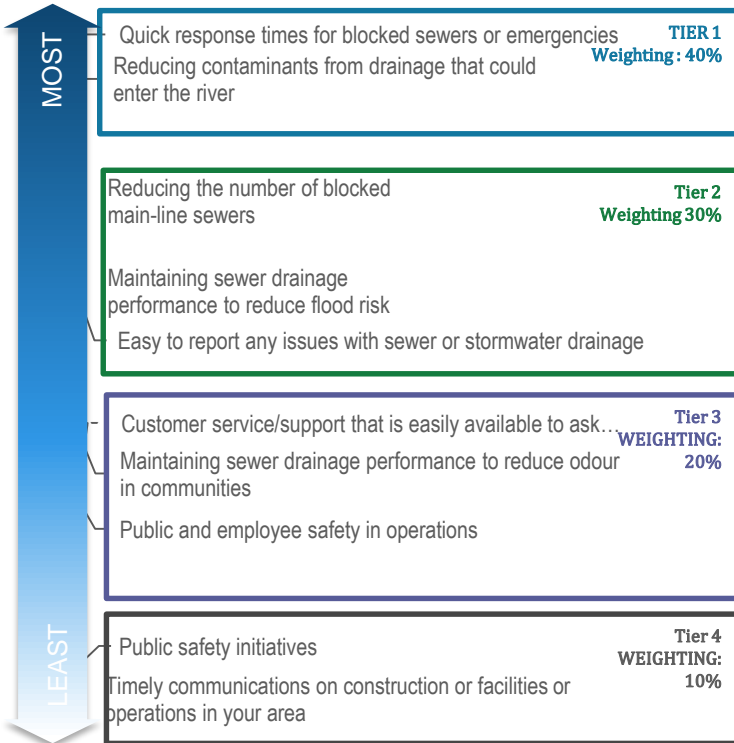 MOST
Quick response times for blocked sewers or emergencies
TIER 1
Weighting : 40%
Reducing contaminants from drainage that could
enter the river
Reducing the number of blocked
main-line sewers
Tier 2
Weighting 30%
Maintaining sewer drainage
performance to reduce flood risk
Easy to report any issues with sewer or stormwater drainage
Customer service/support that is easily available to ask…
Tier 3
WEIGHTING:
20%
Maintaining sewer drainage performance to reduce odour
in communities
Public and employee safety in operations
LEAST
Public safety initiatives
Tier 4
WEIGHTING:
10%
Timely communications on construction or facilities or
operations in your area